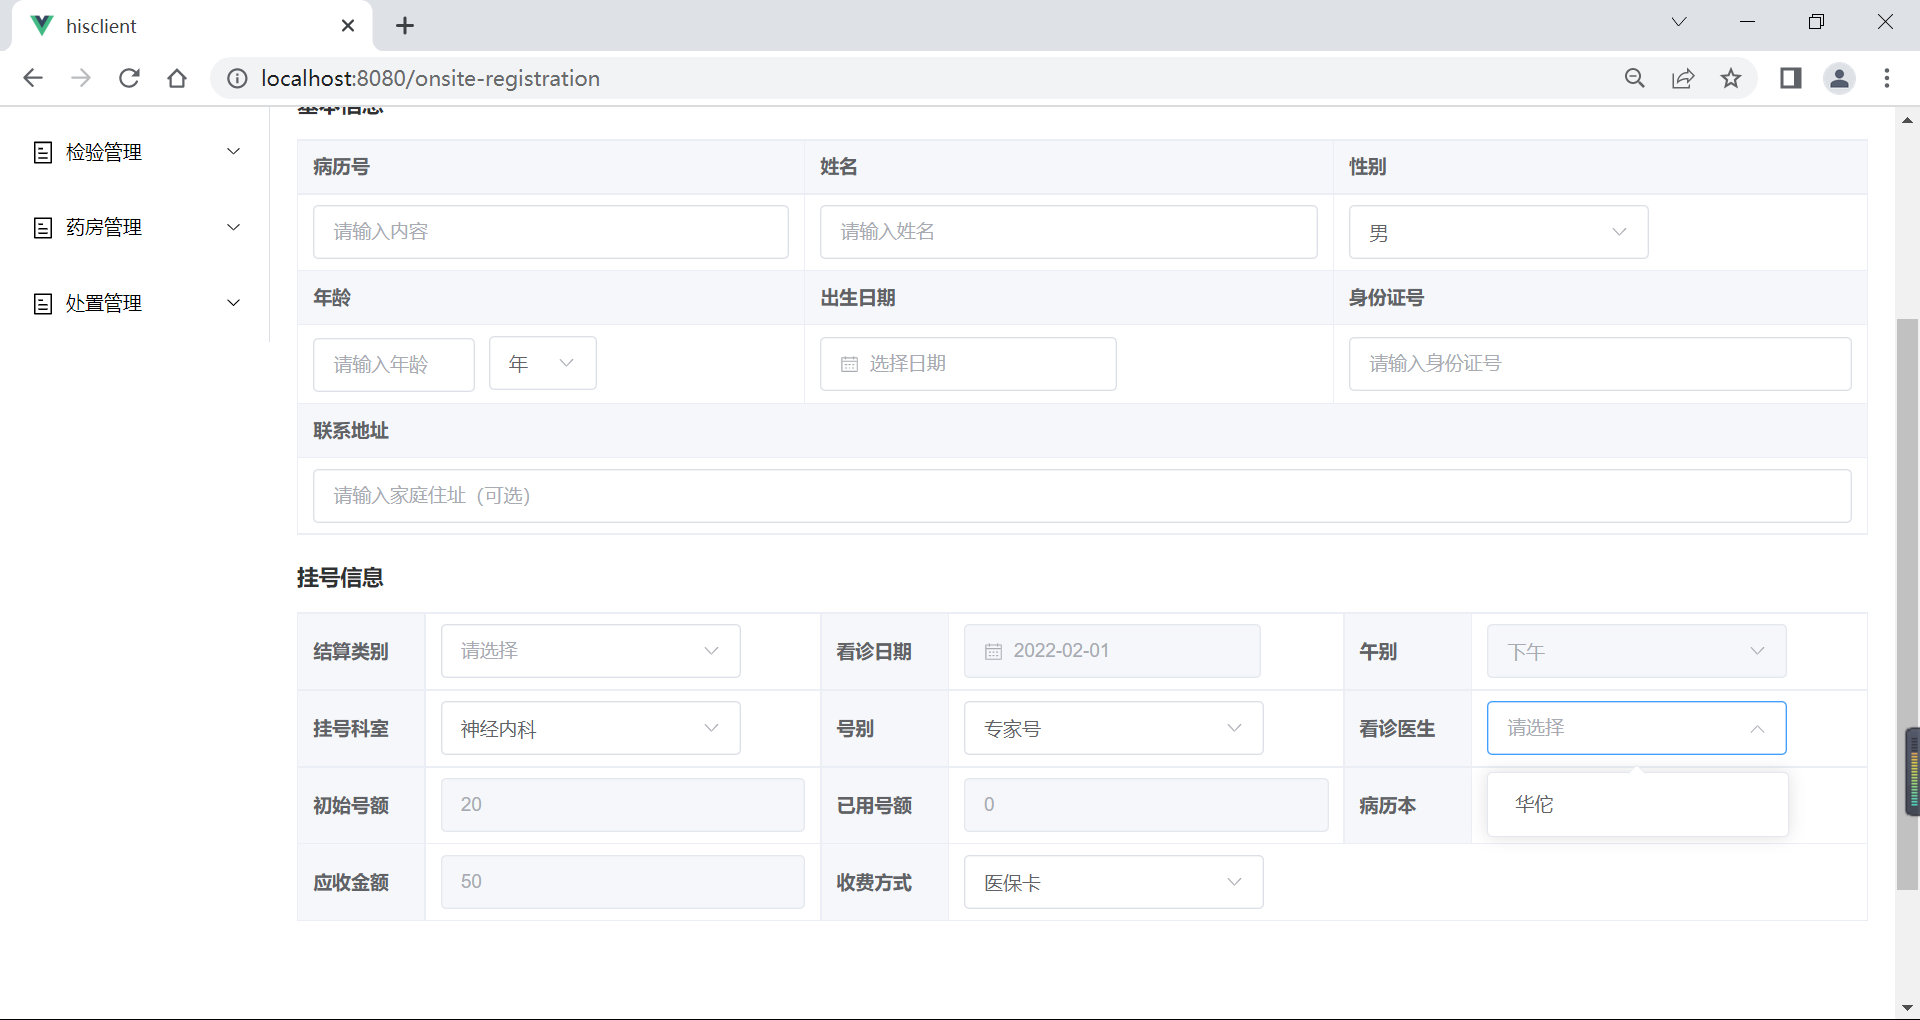 hisclient
localhost:8080/onsite-registration
基本信息
检验管理
药房管理
处置管理
病历号 姓名 性别
请输入内容 请输入姓名 男
年龄 出生日期 身份证号
请输入年龄 年 选择日期 请输入身份证号
联系地址
请输入家庭住址（可选）
挂号信息
结算类别 请选择 看诊日期 2022-02-01 午别 下午
挂号科室 神经内科 号别 专家号 看诊医生 请选择
初始号额 20 已用号额 0 病历本 华佗
应收金额 50 收费方式 医保卡